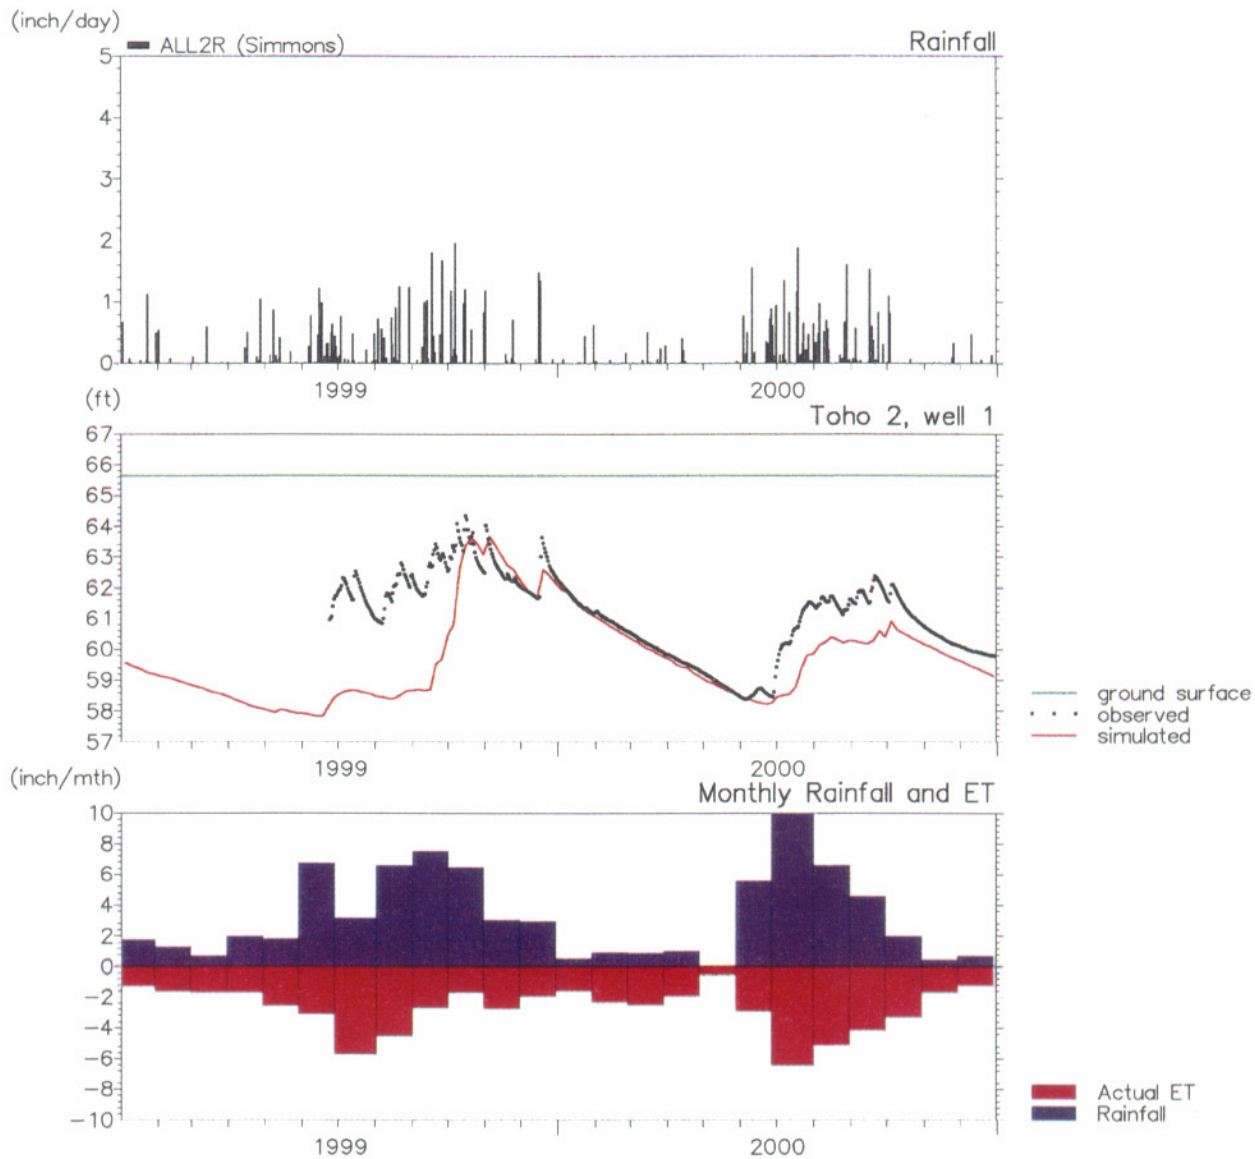 (inch/day)
ALL2R (Simmons)
Rainfall
5
4
3
2
1
0
1999
2000
(ft)
Toho 2, well 1
67
66
65
64
63
62
61
60
59
58
57
ground surface
observed
simulated
1999
2000
(inch/mth)
Monthly Rainfall and ET
10
8
6
4
2
0
-2
-4
-6
-8
-10
Actual ET
Rainfall
1999
2000